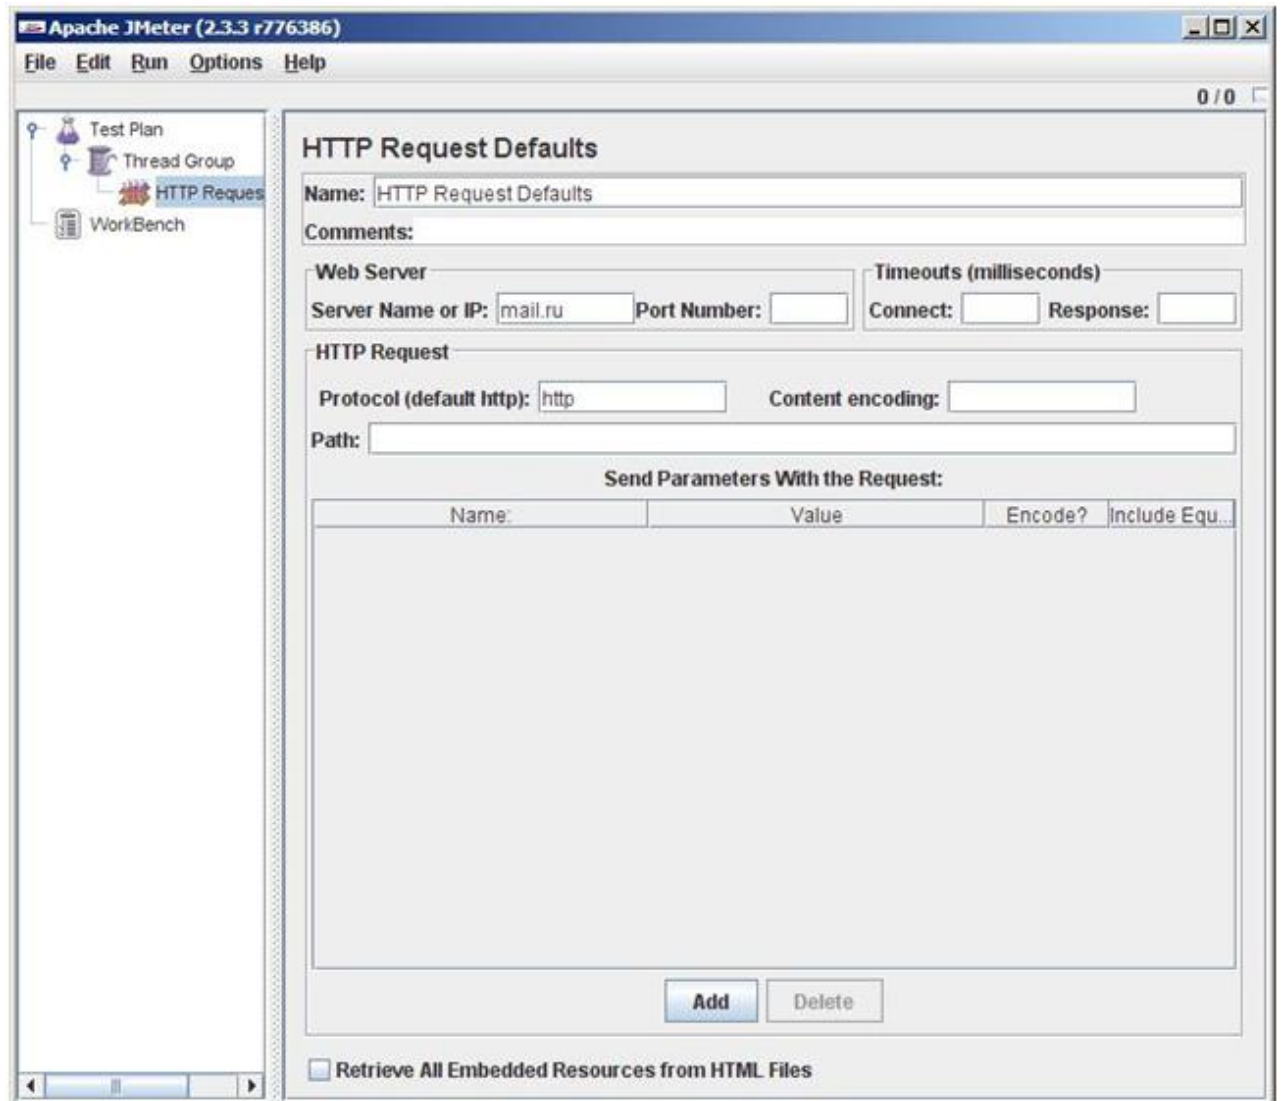 Apache JMeter (2.3.3 r776386)
File Edit Run Options Help
0 / 0
Test Plan
Thread Group
HTTP Reques
WorkBench
HTTP Request Defaults
Name: HTTP Request Defaults
Comments:
Web Server
Server Name or IP: mail.ru Port Number:
Timeouts (milliseconds)
Connect: Response:
HTTP Request
Protocol (default http): http Content encoding:
Path:
Send Parameters With the Request:
Name: Value Encode? Include Equ...
Add Delete
Retrieve All Embedded Resources from HTML Files